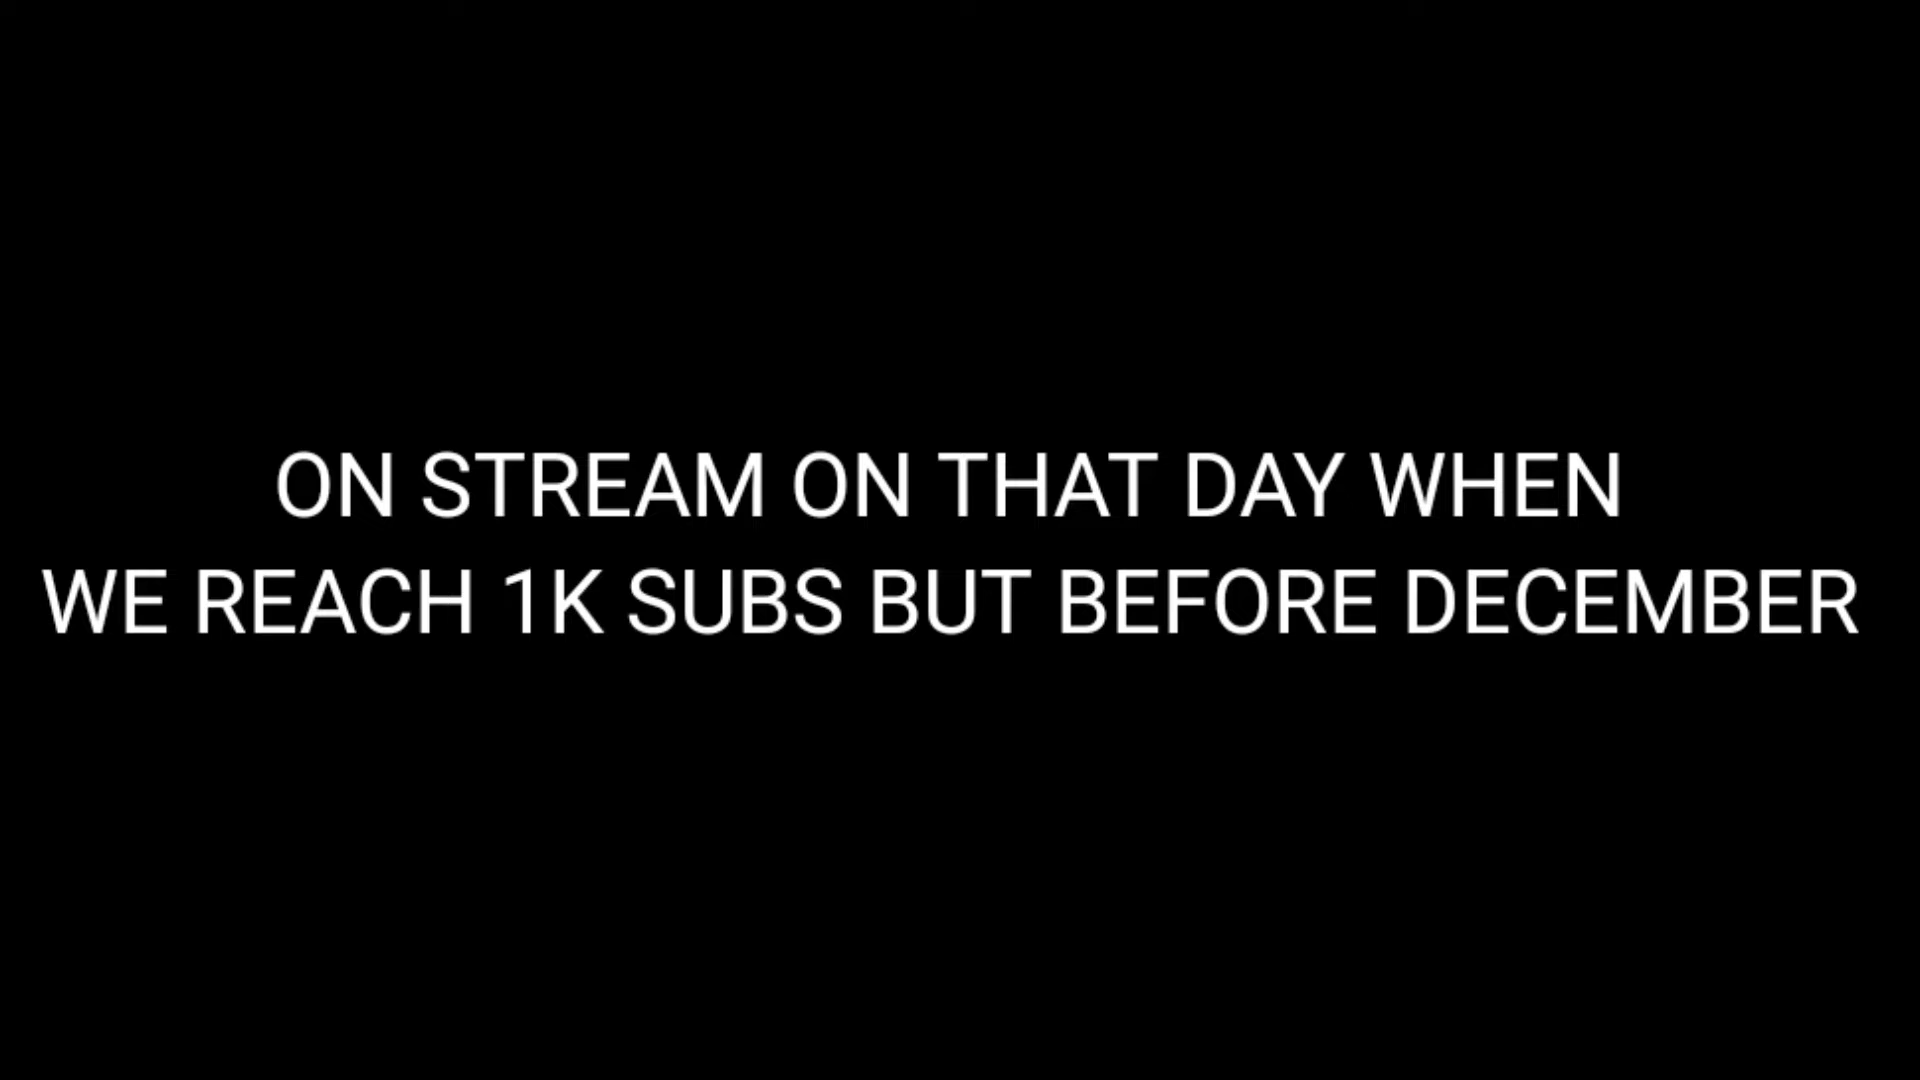 ON STREAM ON THAT DAY WHEN
WE REACH 1K SUBS BUT BEFORE DECEMBER